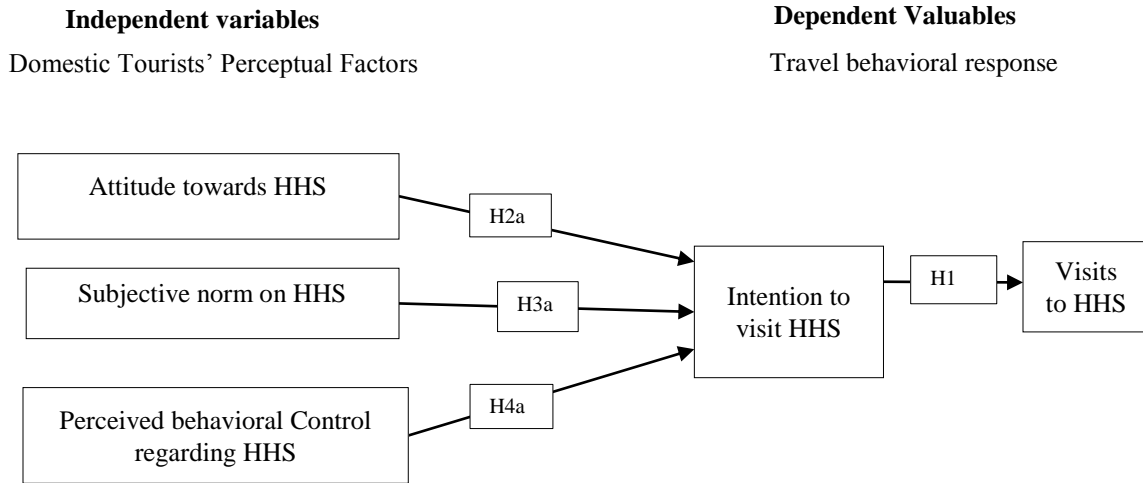 Independent variables
Domestic Tourists’ Perceptual Factors
Dependent Valuables
Travel behavioral response
Attitude towards HHS
H2a
Subjective norm on HHS
H3a
Perceived behavioral Control
regarding HHS
H4a
Intention to
visit HHS
H1
Visits
to HHS